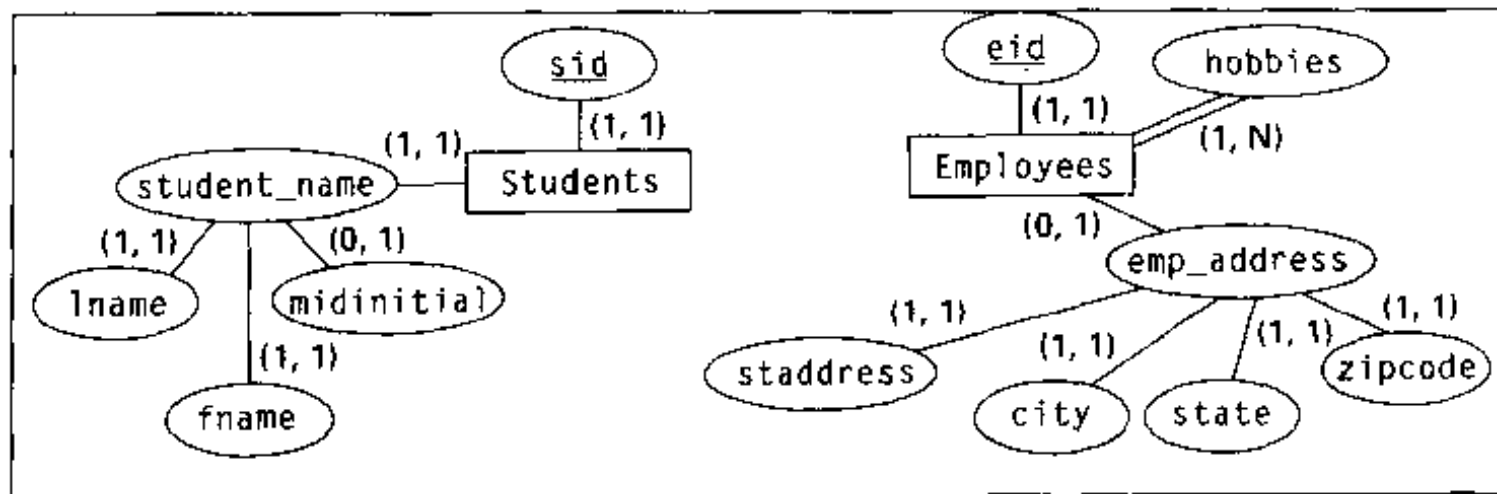 sid
(1, 1)
(1, 1)
student_name
Students
(1, 1)
(0, 1)
lname
midinitial
(1, 1)
fname
eid
hobbies
(1, 1)
(1, N)
Employees
(0, 1)
emp_address
(1, 1)
(1, 1)
(1, 1)
(1, 1)
staddress
city
state
zipcode